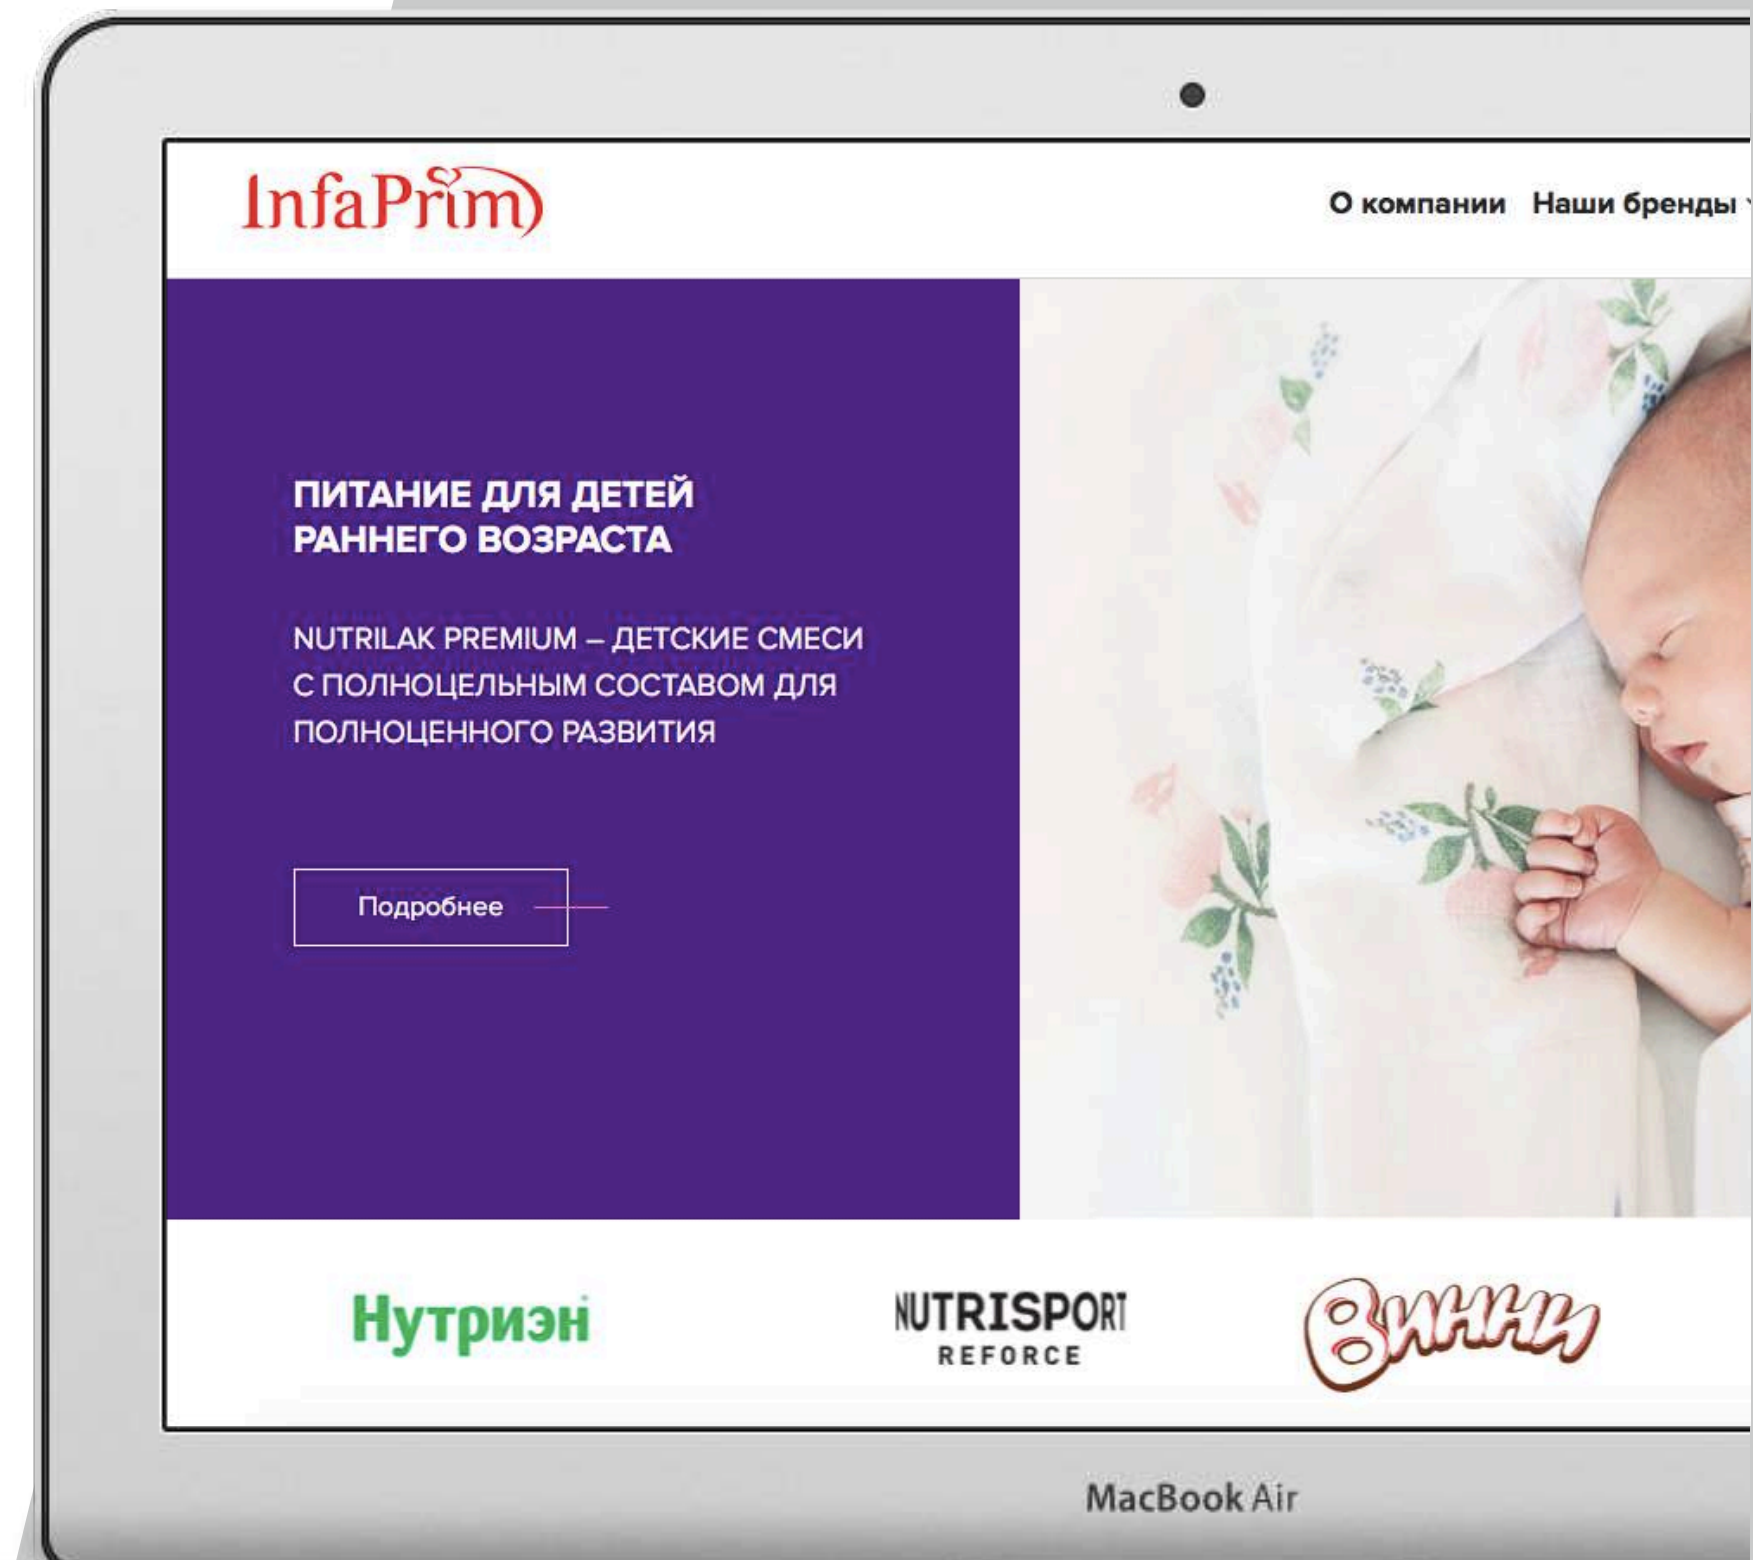 InfaPrim
О компании Наши бренды
ПИТАНИЕ ДЛЯ ДЕТЕЙ
РАННЕГО ВОЗРАСТА
NUTRILAK PREMIUM – ДЕТСКИЕ СМЕСИ
С ПОЛНОЦЕЛЬНЫМ СОСТАВОМ ДЛЯ
ПОЛНОЦЕННОГО РАЗВИТИЯ
Подробнее
Нутриэн
NUTRISPORT
REFORCE
Винни
MacBook Air